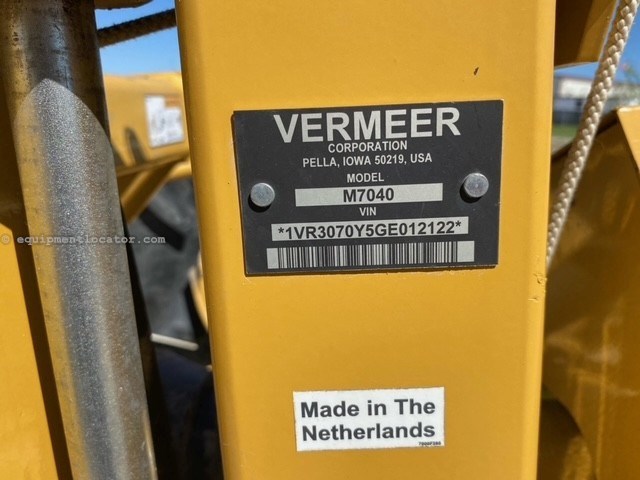 VERMEER
CORPORATION
PELLA, IOWA 50219, USA
MODEL
M7040
VIN
*1VR3070Y5GE012122*
© equipmentlocator.com
Made in The
Netherlands